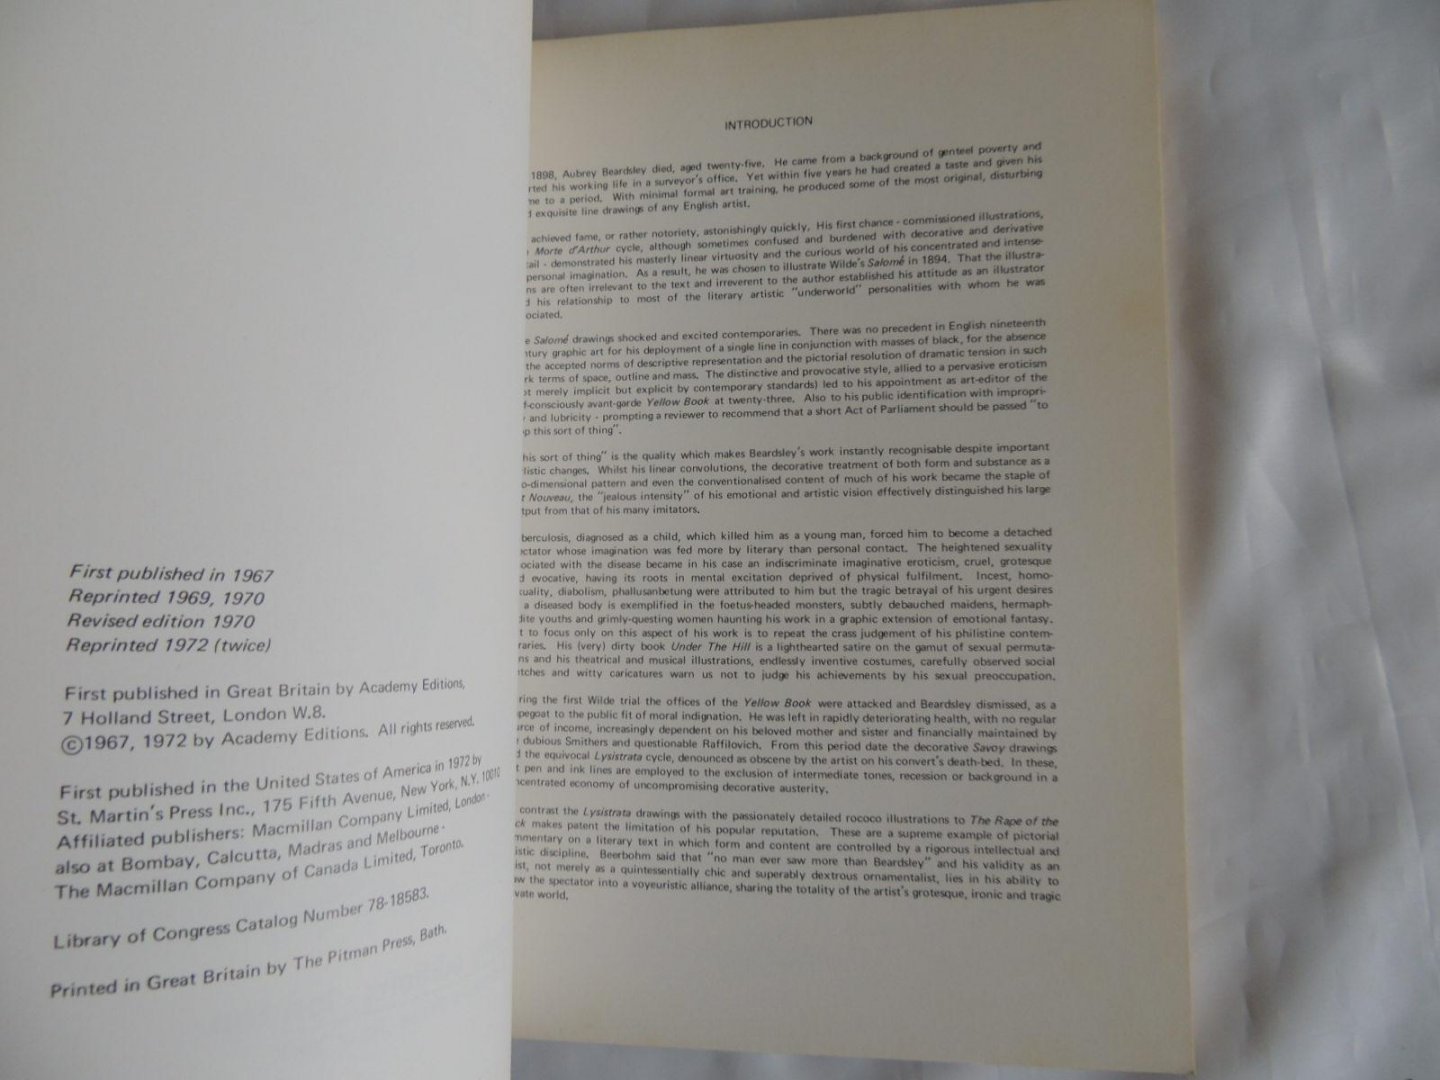 First published in 1967
Reprinted 1969, 1970
Revised edition 1970
Reprinted 1972 (twice)
First published in Great Britain by Academy Editions,
7 Holland Street, London W.8.
©1967, 1972 by Academy Editions. All rights reserved.
First published in the United States of America in 1972 by
St. Martin's Press Inc., 175 Fifth Avenue, New York, N.Y. 10010
Affiliated publishers: Macmillan Company Limited, London -
also at Bombay, Calcutta, Madras and Melbourne -
The Macmillan Company of Canada Limited, Toronto.
Library of Congress Catalog Number 78-18583.
Printed in Great Britain by The Pitman Press, Bath.
INTRODUCTION
1898, Aubrey Beardsley died, aged twenty-five. He came from a background of genteel poverty and
rted his working life in a surveyor's office. Yet within five years he had created a taste and given his
me to a period. With minimal formal art training, he produced some of the most original, disturbing
d exquisite line drawings of any English artist.
achieved fame, or rather notoriety, astonishingly quickly. His first chance - commissioned illustrations,
Morte d'Arthur cycle, although sometimes confused and burdened with decorative and derivative
ail - demonstrated his masterly linear virtuosity and the curious world of his concentrated and intense-
personal imagination. As a result, he was chosen to illustrate Wilde's Salomé in 1894. That the illustra-
ns are often irrelevant to the text and irreverent to the author established his attitude as an illustrator
d his relationship to most of the literary artistic "underworld" personalities with whom he was
ociated.
e Salomé drawings shocked and excited contemporaries. There was no precedent in English nineteenth
tury graphic art for his deployment of a single line in conjunction with masses of black, for the absence
the accepted norms of descriptive representation and the pictorial resolution of dramatic tension in such
rk terms of space, outline and mass. The distinctive and provocative style, allied to a pervasive eroticism
ot merely implicit but explicit by contemporary standards) led to his appointment as art-editor of the
f-consciously avant-garde Yellow Book at twenty-three. Also to his public identification with impropri-
y and lubricity - prompting a reviewer to recommend that a short Act of Parliament should be passed "to
p this sort of thing".
his sort of thing" is the quality which makes Beardsley's work instantly recognisable despite important
listic changes. Whilst his linear convolutions, the decorative treatment of both form and substance as a
o-dimensional pattern and even the conventionalised content of much of his work became the staple of
t Nouveau, the "jealous intensity" of his emotional and artistic vision effectively distinguished his large
tput from that of his many imitators.
berculosis, diagnosed as a child, which killed him as a young man, forced him to become a detached
ectator whose imagination was fed more by literary than personal contact. The heightened sexuality
ociated with the disease became in his case an indiscriminate imaginative eroticism, cruel, grotesque
d evocative, having its roots in mental excitation deprived of physical fulfilment. Incest, homo-
xuality, diabolism, phallusanbetung were attributed to him but the tragic betrayal of his urgent desires
a diseased body is exemplified in the foetus-headed monsters, subtly debauched maidens, hermaph-
dite youths and grimly-questing women haunting his work in a graphic extension of emotional fantasy.
t to focus only on this aspect of his work is to repeat the crass judgement of his philistine contem-
raries. His (very) dirty book Under The Hill is a lighthearted satire on the gamut of sexual permuta-
ns and his theatrical and musical illustrations, endlessly inventive costumes, carefully observed social
tches and witty caricatures warn us not to judge his achievements by his sexual preoccupation.
ring the first Wilde trial the offices of the Yellow Book were attacked and Beardsley dismissed, as a
pegoat to the public fit of moral indignation. He was left in rapidly deteriorating health, with no regular
urce of income, increasingly dependent on his beloved mother and sister and financially maintained by
e dubious Smithers and questionable Raffilovich. From this period date the decorative Savoy drawings
d the equivocal Lysistrata cycle, denounced as obscene by the artist on his convert's death-bed. In these,
t pen and ink lines are employed to the exclusion of intermediate tones, recession or background in a
ncentrated economy of uncompromising decorative austerity.
contrast the Lysistrata drawings with the passionately detailed rococo illustrations to The Rape of the
ck makes patent the limitation of his popular reputation. These are a supreme example of pictorial
mmentary on a literary text in which form and content are controlled by a rigorous intellectual and
istic discipline. Beerbohm said that "no man ever saw more than Beardsley" and his validity as an
ist, not merely as a quintessentially chic and superably dextrous ornamentalist, lies in his ability to
aw the spectator into a voyeuristic alliance, sharing the totality of the artist's grotesque, ironic and tragic
vate world.